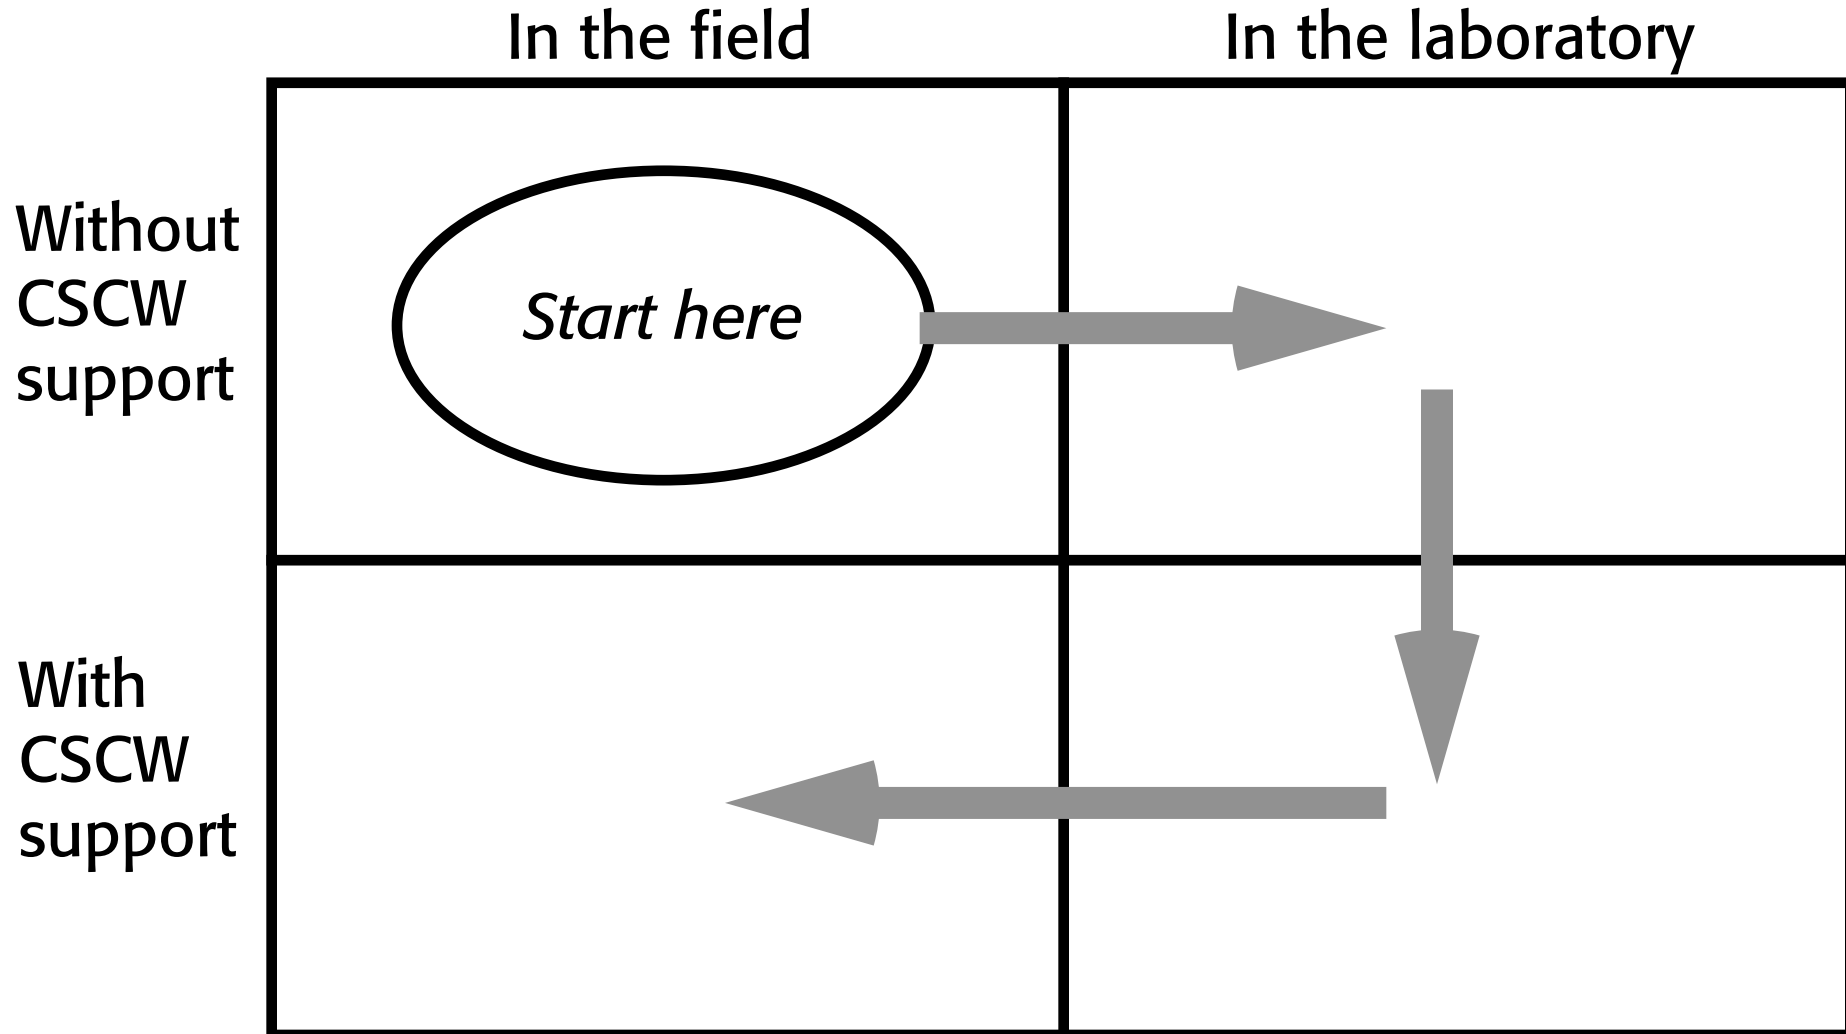 In the field
In the laboratory
Without
CSCW
support
Start here
With
CSCW
support